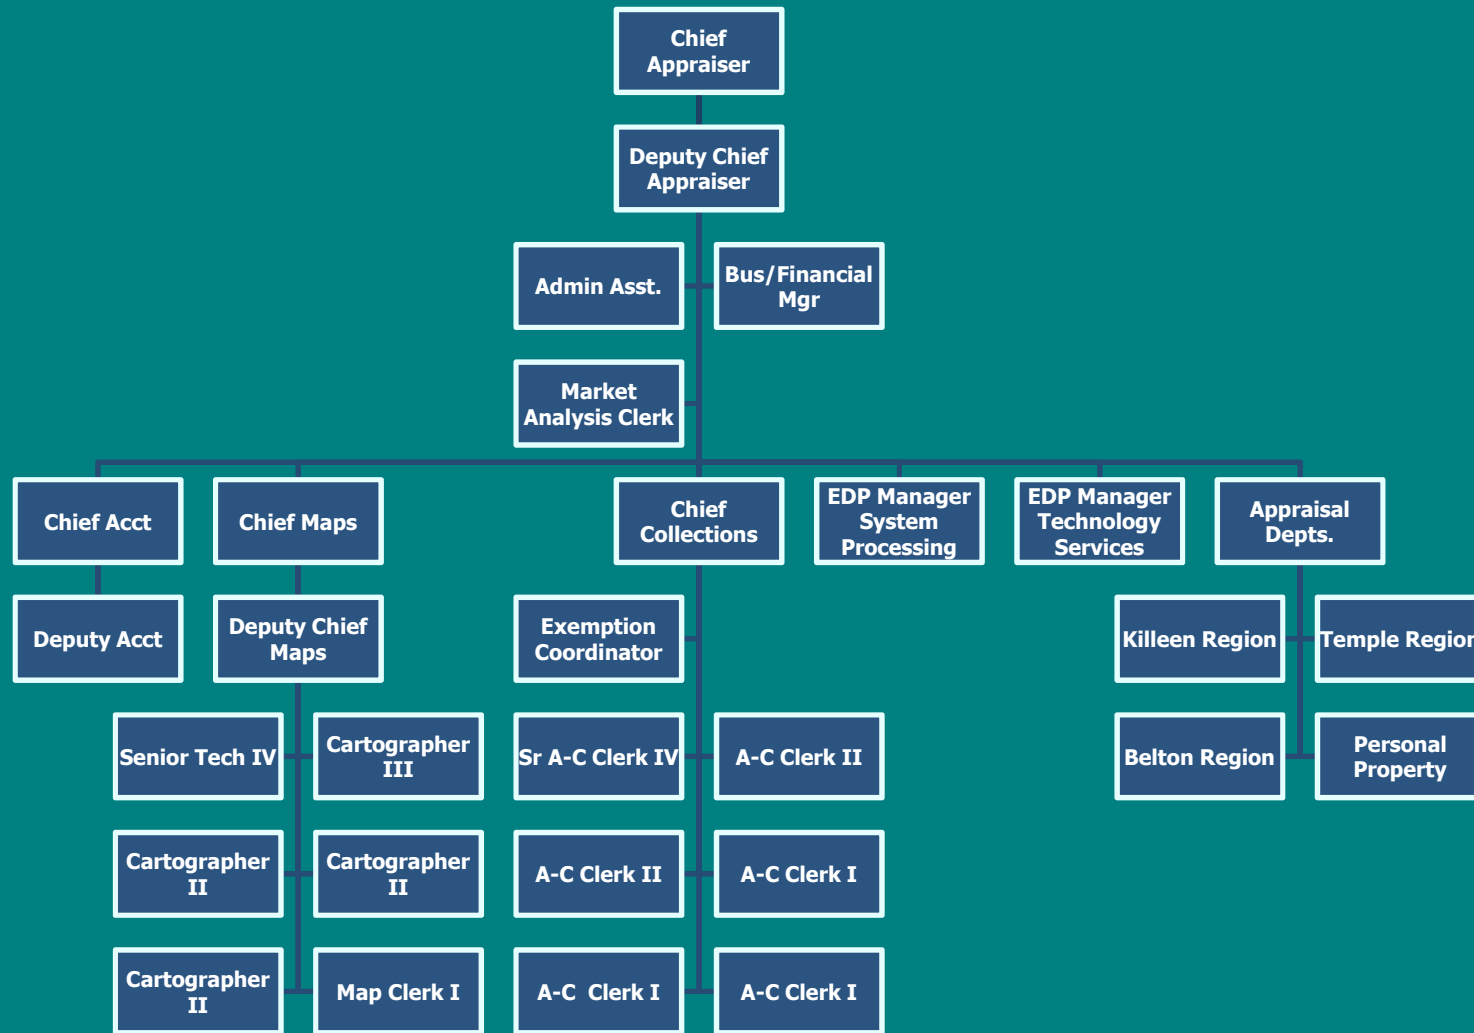 Chief
Appraiser
Deputy Chief
Appraiser
Admin Asst.
Bus/Financial
Mgr
Market
Analysis Clerk
Chief Acct
Chief Maps
Chief
Collections
EDP Manager
System
Processing
EDP Manager
Technology
Services
Appraisal
Depts.
Deputy Acct
Deputy Chief
Maps
Exemption
Coordinator
Killeen Region
Temple Region
Senior Tech IV
Cartographer
III
Sr A-C Clerk IV
A-C Clerk II
Belton Region
Personal
Property
Cartographer
II
Cartographer
II
A-C Clerk II
A-C Clerk I
Cartographer
II
Map Clerk I
A-C  Clerk I
A-C Clerk I